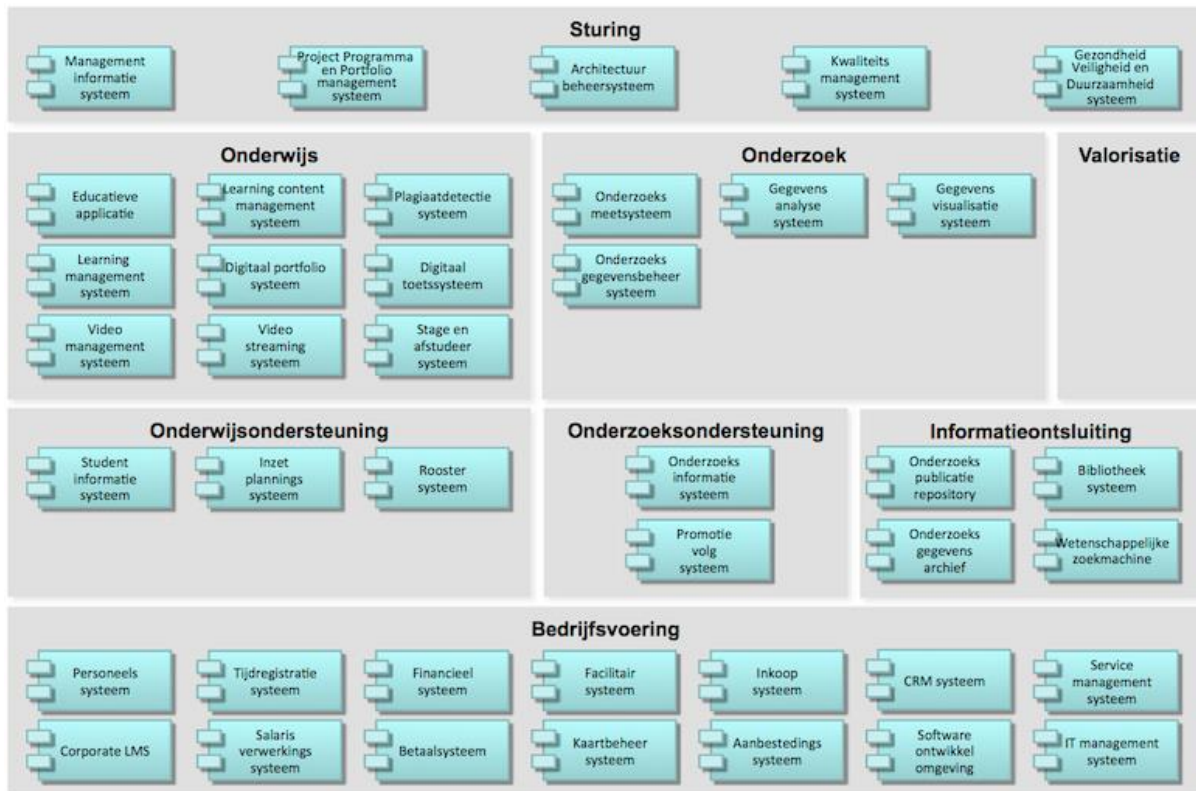 Sturing
Management
informatie
systeem
Project Programma
en Portfolio
management
systeem
Architectuur
beheersysteem
Kwaliteits
management
systeem
Gezondheid
Veiligheid en
Duurzaamheid
systeem
Onderwijs
Educatieve
applicatie
Learning content
management
systeem
Plagiaatdetectie
systeem
Learning
management
systeem
Digitaal portfolio
systeem
Digitaal
toetssysteem
Video
management
systeem
Video
streaming
systeem
Stage en
afstudeer
systeem
Onderzoek
Onderzoeks
meetsysteem
Gegevens
analyse
systeem
Gegevens
visualisatie
systeem
Onderzoeks
gegevensbeheer
systeem
Valorisatie
Onderwijsondersteuning
Student
informatie
systeem
Inzet
plannings
systeem
Rooster
systeem
Onderzoeksondersteuning
Onderzoeks
informatie
systeem
Promotie
volg
systeem
Informatieontsluiting
Onderzoeks
publicatie
repository
Bibliotheek
systeem
Onderzoeks
gegevens
archief
Wetenschappelijke
zoekmachine
Bedrijfsvoering
Personeels
systeem
Tijdregistratie
systeem
Financieel
systeem
Facilitair
systeem
Inkoop
systeem
CRM systeem
Service
management
systeem
Corporate LMS
Salaris
verwerkings
systeem
Betaalsysteem
Kaartbeheer
systeem
Aanbestedings
systeem
Software
ontwikkel
omgeving
IT management
systeem